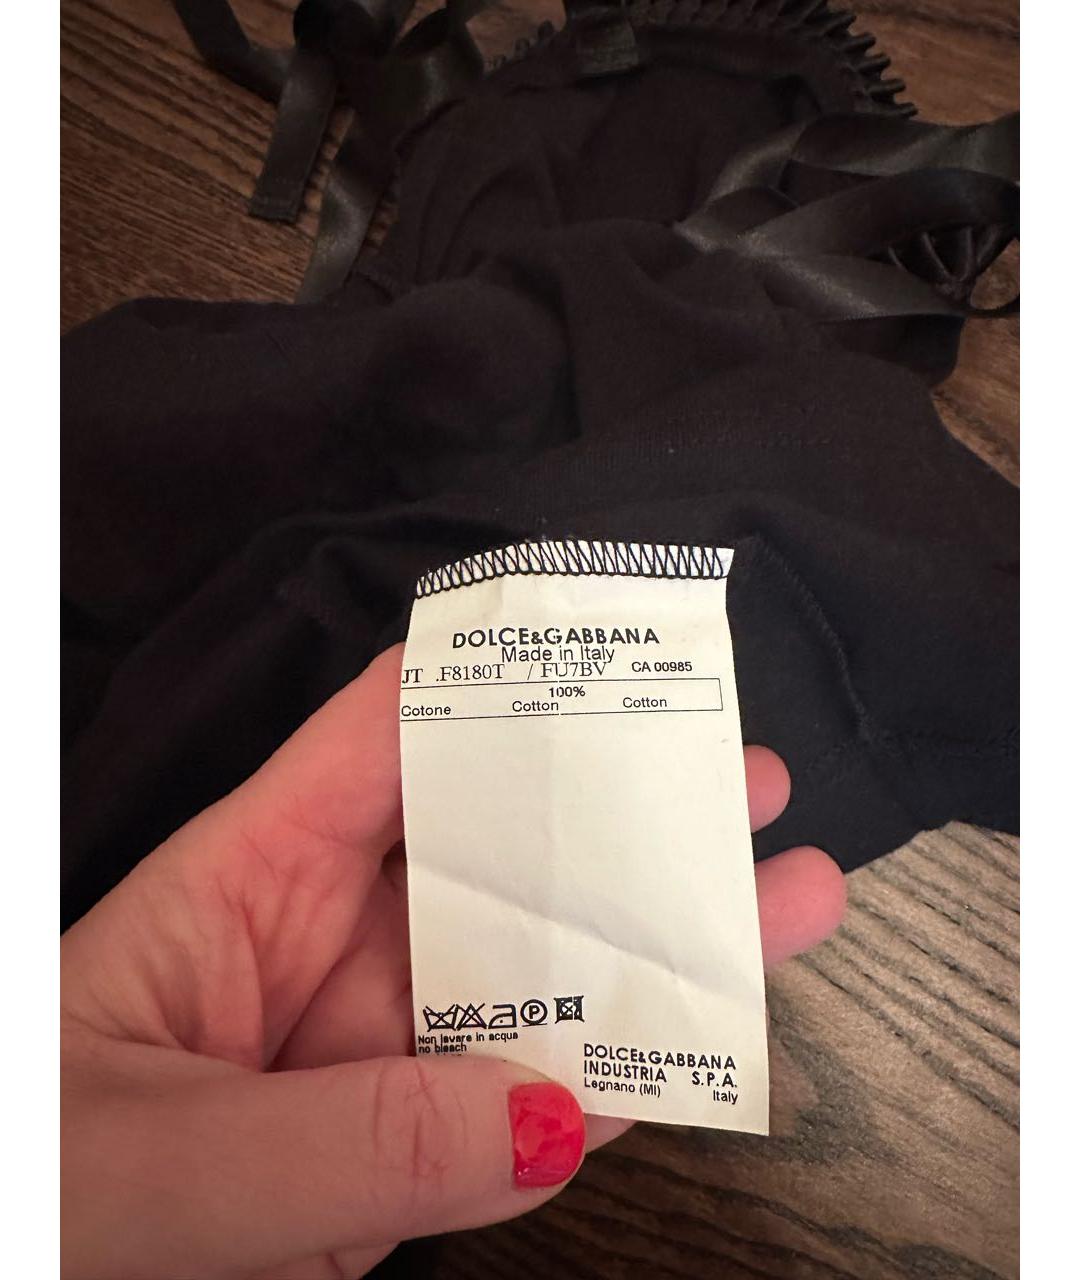 DOLCE&GABBANA
Made in Italy
JT .F8180T / FU7BV CA 00985
100%
Cotone Cotton Cotton
P
Non lavare in acqua
no bleach
DOLCE&GABBANA
INDUSTRIA S.P.A.
Legnano (MI) Italy